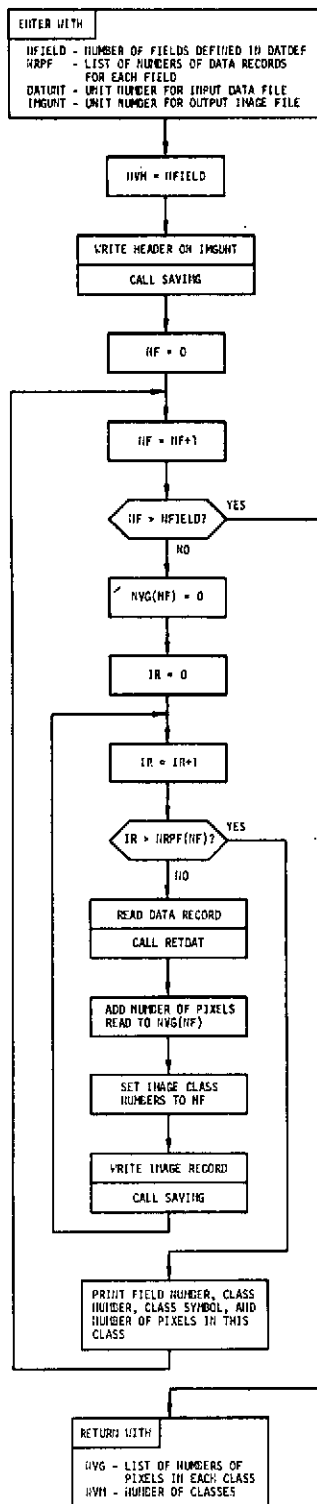 ENTER WITH
NFIELD - NUMBER OF FIELDS DEFINED IN DATDEF
NRPF - LIST OF NUMBERS OF DATA RECORDS
FOR EACH FIELD
DATUNT - UNIT NUMBER FOR INPUT DATA FILE
IMGUNT - UNIT NUMBER FOR OUTPUT IMAGE FILE
NVM = NFIELD
WRITE HEADER ON IMGUNT
CALL SAVIMG
NF = 0
NF = NF+1
NF > NFIELD?
YES
NO
NVG(NF) = 0
IR = 0
IR = IR+1
IR > NRPF(NF)?
YES
NO
READ DATA RECORD
CALL RETDAT
ADD NUMBER OF PIXELS
READ TO NVG(NF)
SET IMAGE CLASS
NUMBERS TO NF
WRITE IMAGE RECORD
CALL SAVIMG
PRINT FIELD NUMBER, CLASS
NUMBER, CLASS SYMBOL, AND
NUMBER OF PIXELS IN THIS
CLASS
RETURN WITH
NVG - LIST OF NUMBERS OF
PIXELS IN EACH CLASS
NVM - NUMBER OF CLASSES